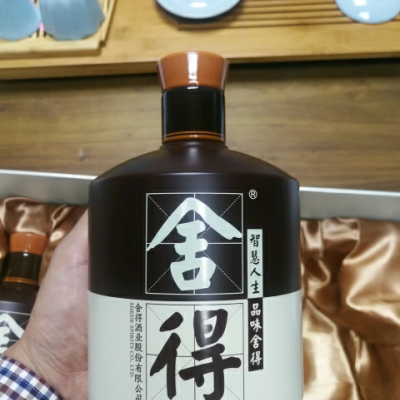 舍得
®
智慧人生
品味舍得
舍得酒业股份有限公司
舍